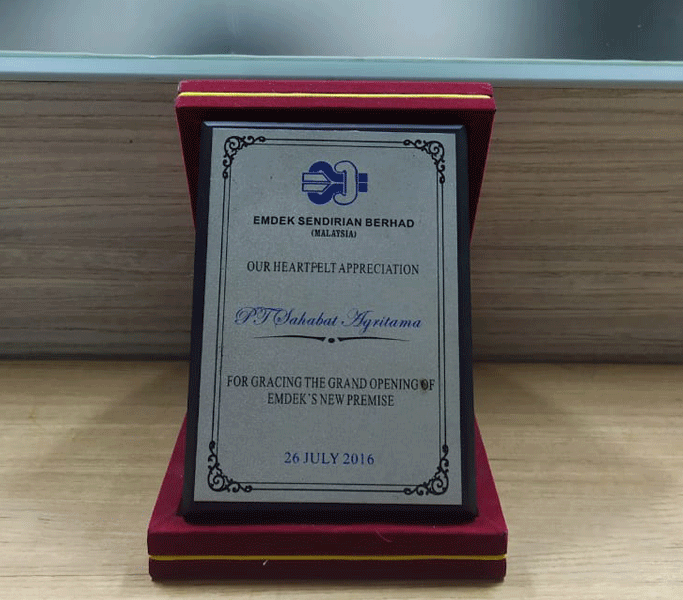 EMDEK SENDIRIAN BERHAD
(MALAYSIA)
OUR HEARTFELT APPRECIATION
PT Sahabat Agritama
FOR GRACING THE GRAND OPENING OF
EMDEK'S NEW PREMISE
26 JULY 2016